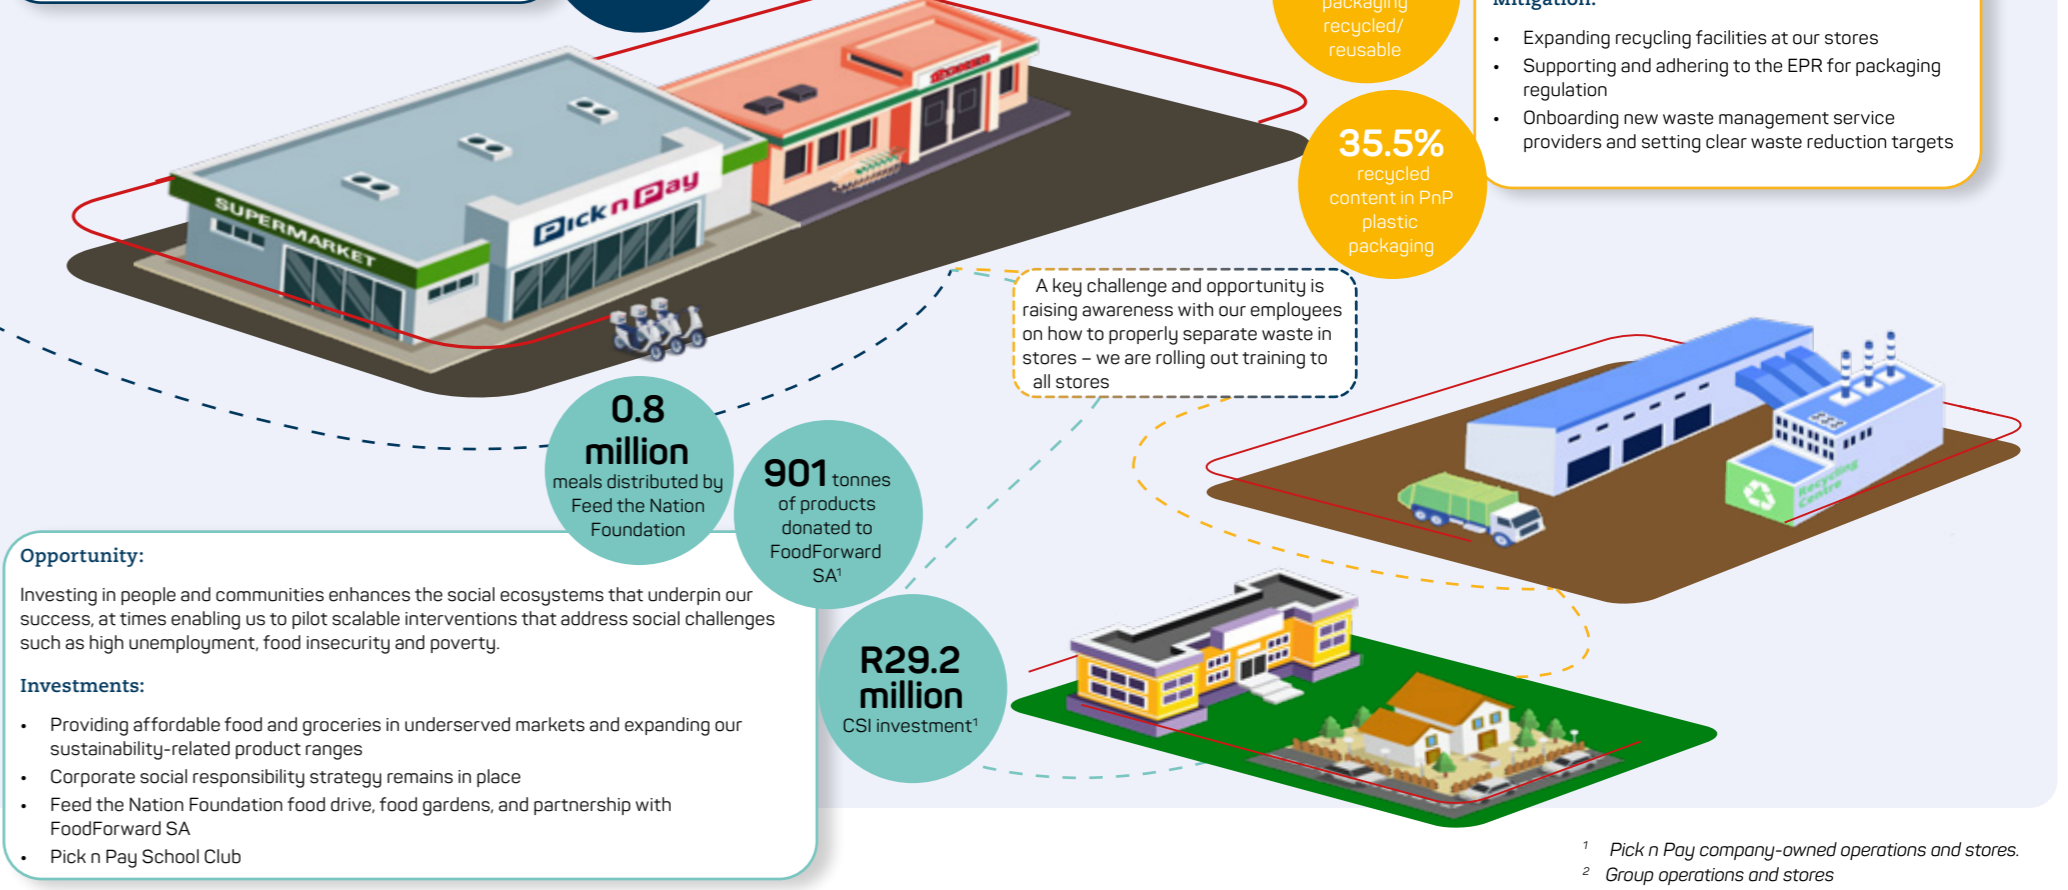 packaging
recycled/
reusable
Mitigation:
• Expanding recycling facilities at our stores
• Supporting and adhering to the EPR for packaging
regulation
• Onboarding new waste management service
providers and setting clear waste reduction targets
35.5%
recycled
content in PnP
plastic
packaging
SUPERMARKET
Pick n Pay
A key challenge and opportunity is
raising awareness with our employees
on how to properly separate waste in
stores – we are rolling out training to
all stores
0.8
million
meals distributed by
Feed the Nation
Foundation
901 tonnes
of products
donated to
FoodForward
SA¹
R29.2
million
CSI investment¹
Recycling
Centre
Opportunity:
Investing in people and communities enhances the social ecosystems that underpin our
success, at times enabling us to pilot scalable interventions that address social challenges
such as high unemployment, food insecurity and poverty.
Investments:
• Providing affordable food and groceries in underserved markets and expanding our
sustainability-related product ranges
• Corporate social responsibility strategy remains in place
• Feed the Nation Foundation food drive, food gardens, and partnership with
FoodForward SA
• Pick n Pay School Club
¹ Pick n Pay company-owned operations and stores.
² Group operations and stores